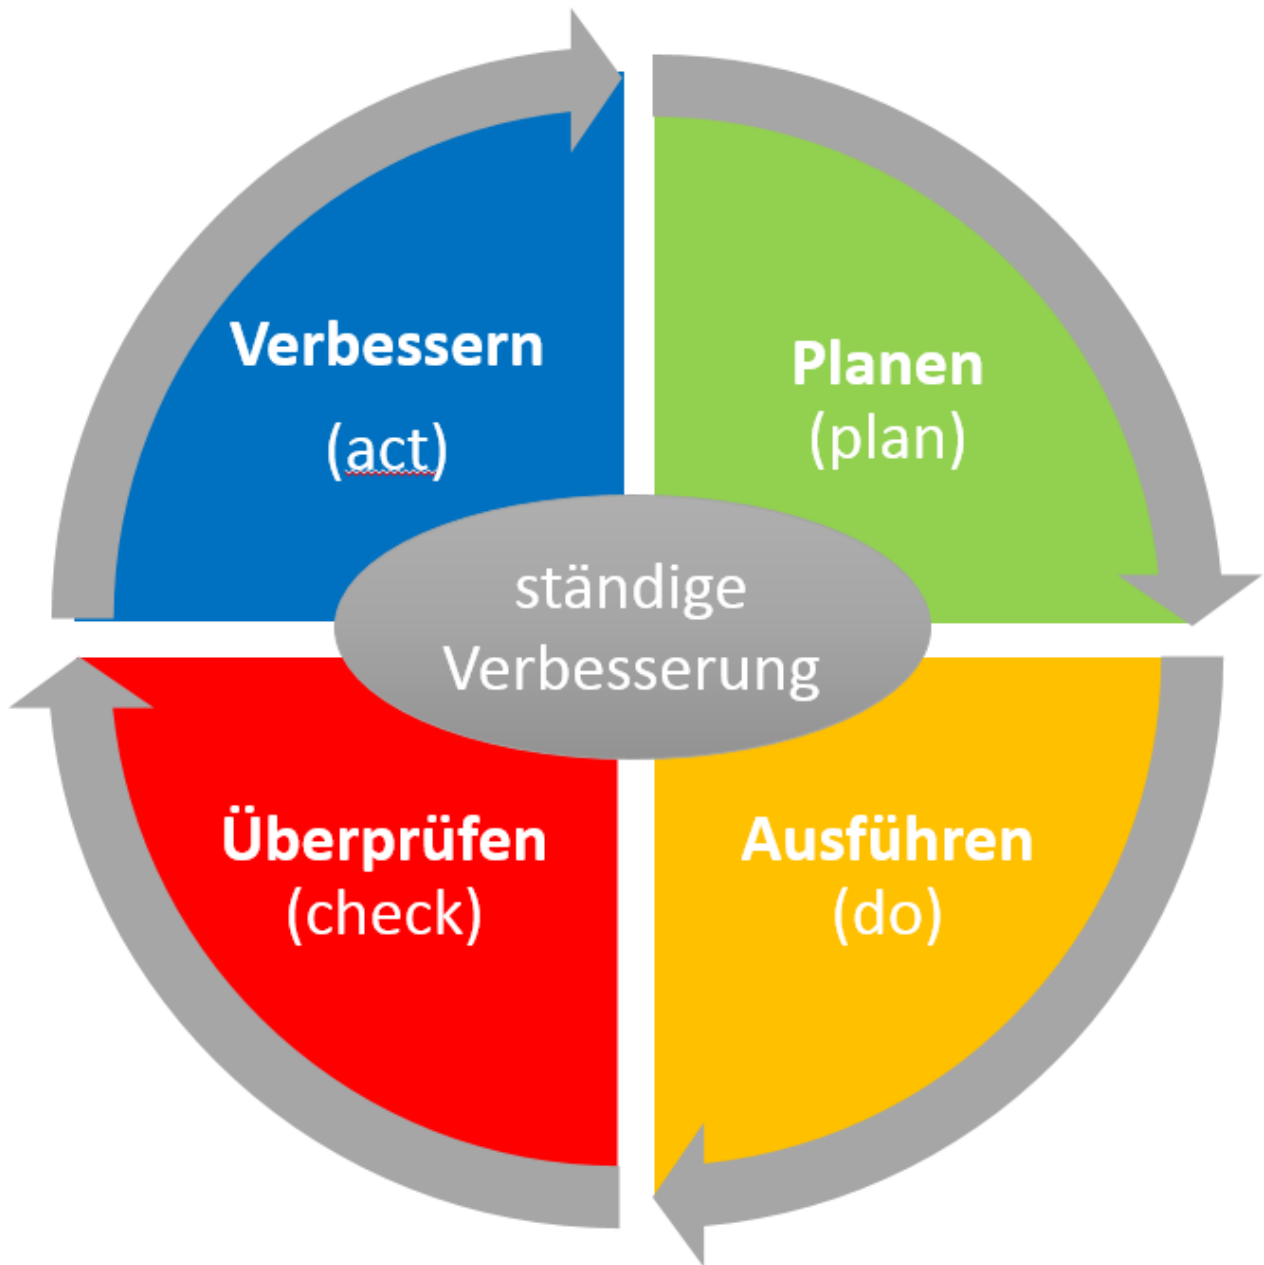 Verbessern
(act)
Planen
(plan)
ständige
Verbesserung
Überprüfen
(check)
Ausführen
(do)